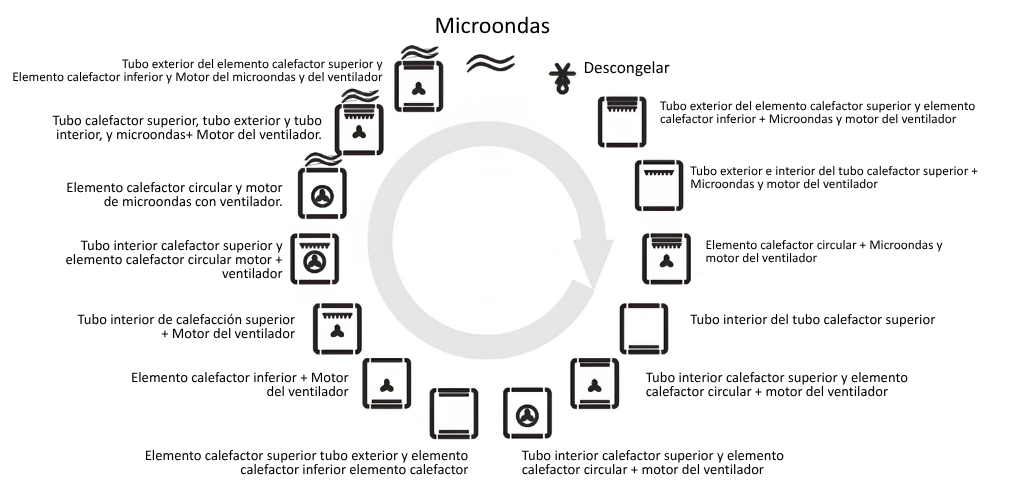 Microondas
Descongelar
Tubo exterior del elemento calefactor superior y elemento
calefactor inferior + Microondas y motor del ventilador
Tubo exterior e interior del tubo calefactor superior +
Microondas y motor del ventilador
Elemento calefactor circular + Microondas y
motor del ventilador
Tubo interior del tubo calefactor superior
Tubo interior calefactor superior y elemento
calefactor circular + motor del ventilador
Tubo interior calefactor superior y elemento
calefactor circular + motor del ventilador
Elemento calefactor superior tubo exterior y elemento
calefactor inferior elemento calefactor
Elemento calefactor inferior + Motor
del ventilador
Tubo interior de calefacción superior
+ Motor del ventilador
Tubo interior calefactor superior y
elemento calefactor circular motor +
ventilador
Elemento calefactor circular y motor
de microondas con ventilador.
Tubo calefactor superior, tubo exterior y tubo
interior, y microondas+ Motor del ventilador.
Tubo exterior del elemento calefactor superior y
Elemento calefactor inferior y Motor del microondas y del ventilador